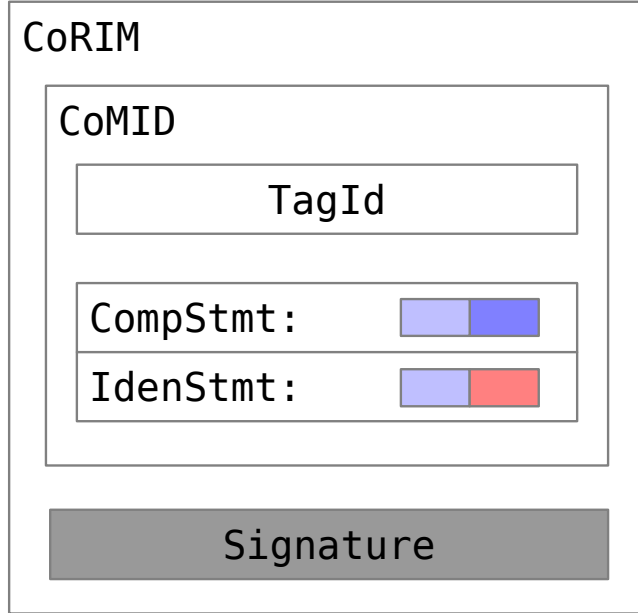 CoRIM
CoMID
TagId
CompStmt:
IdenStmt:
Signature